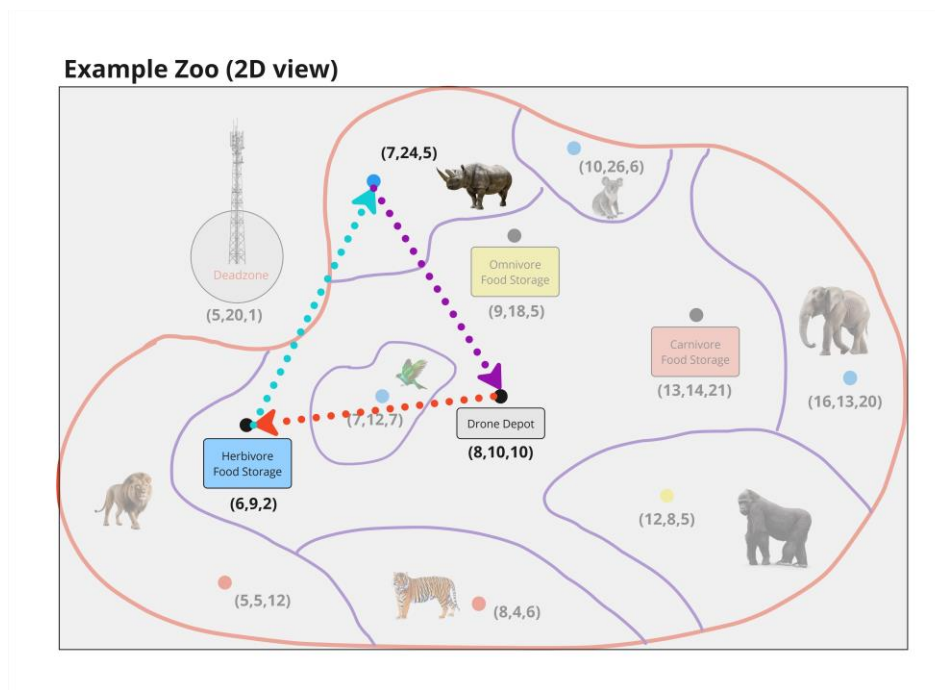 Example Zoo (2D view)
(7,24,5)
(10,26,6)
Deadzone
(5,20,1)
Omnivore
Food Storage
(9,18,5)
Carnivore
Food Storage
(13,14,21)
(16,13,20)
(7,12,7)
Drone Depot
(8,10,10)
Herbivore
Food Storage
(6,9,2)
(12,8,5)
(5,5,12)
(8,4,6)